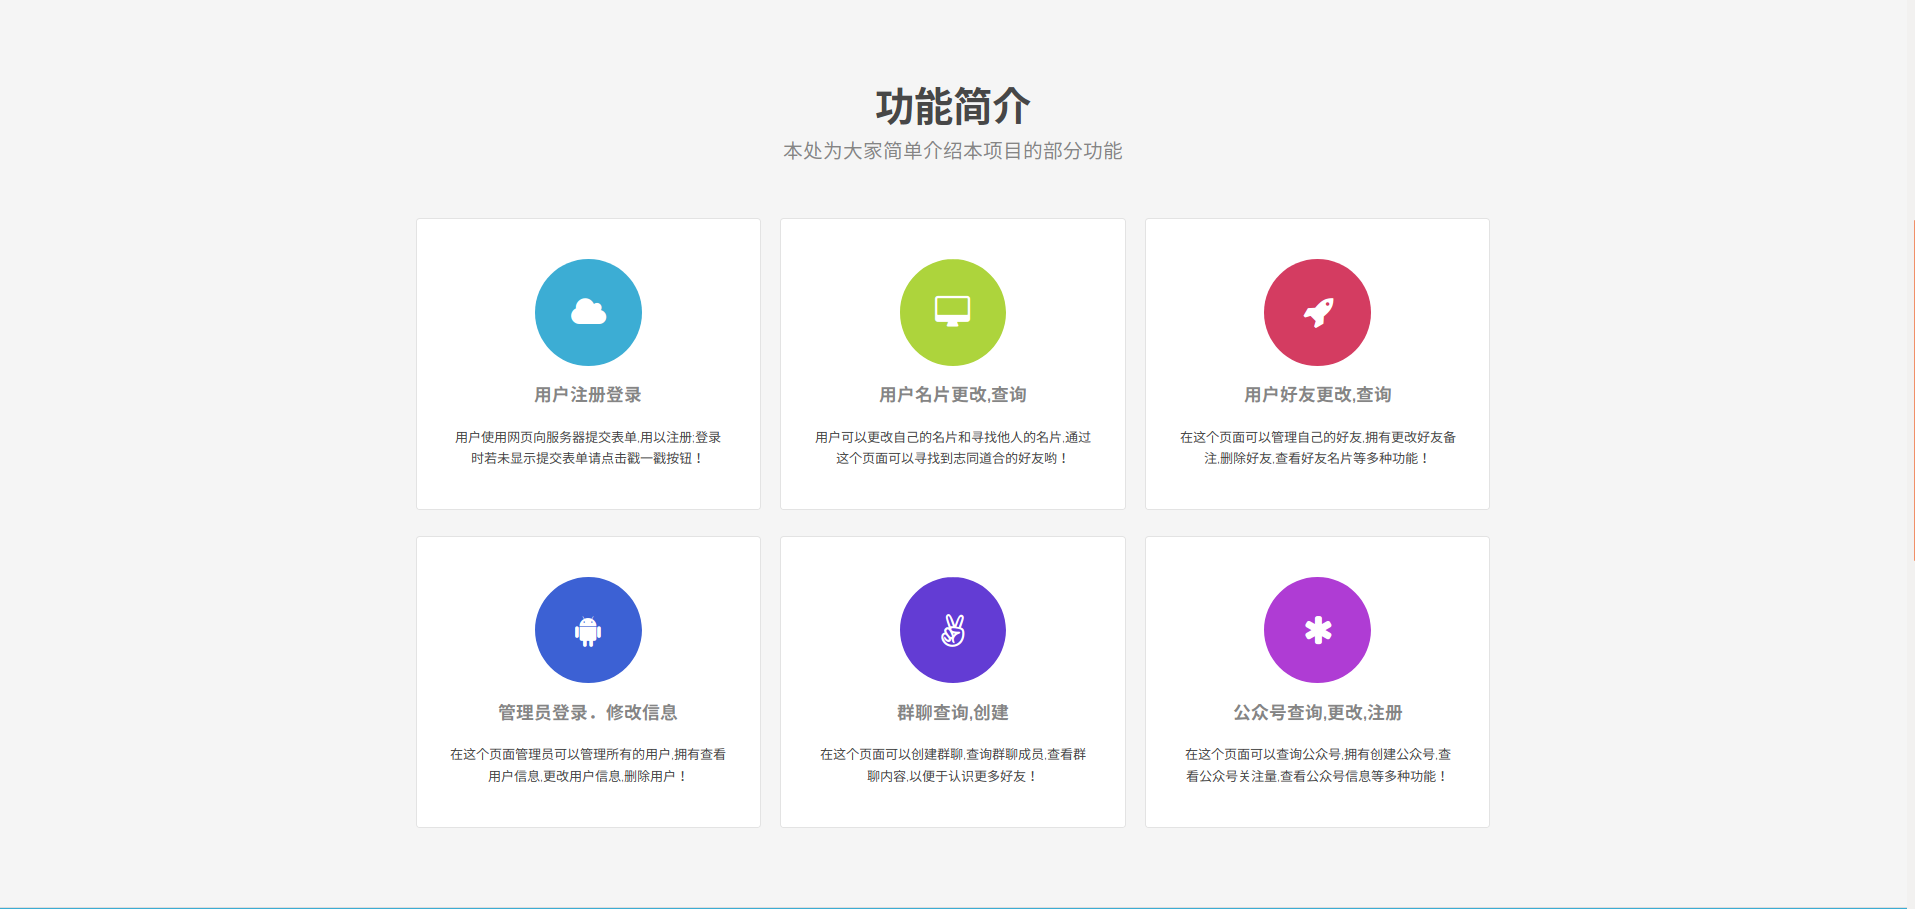 功能简介
本处为大家简单介绍本项目的部分功能
用户注册登录
用户使用网页向服务器提交表单,用以注册;登录
时若未显示提交表单请点击戳一戳按钮！
用户名片更改,查询
用户可以更改自己的名片和寻找他人的名片,通过
这个页面可以寻找到志同道合的好友哟！
用户好友更改,查询
在这个页面可以管理自己的好友,拥有更改好友备
注,删除好友,查看好友名片等多种功能！
管理员登录．修改信息
在这个页面管理员可以管理所有的用户,拥有查看
用户信息,更改用户信息,删除用户！
群聊查询,创建
在这个页面可以创建群聊,查询群聊成员,查看群
聊内容,以便于认识更多好友！
公众号查询,更改,注册
在这个页面可以查询公众号,拥有创建公众号,查
看公众号关注量,查看公众号信息等多种功能！